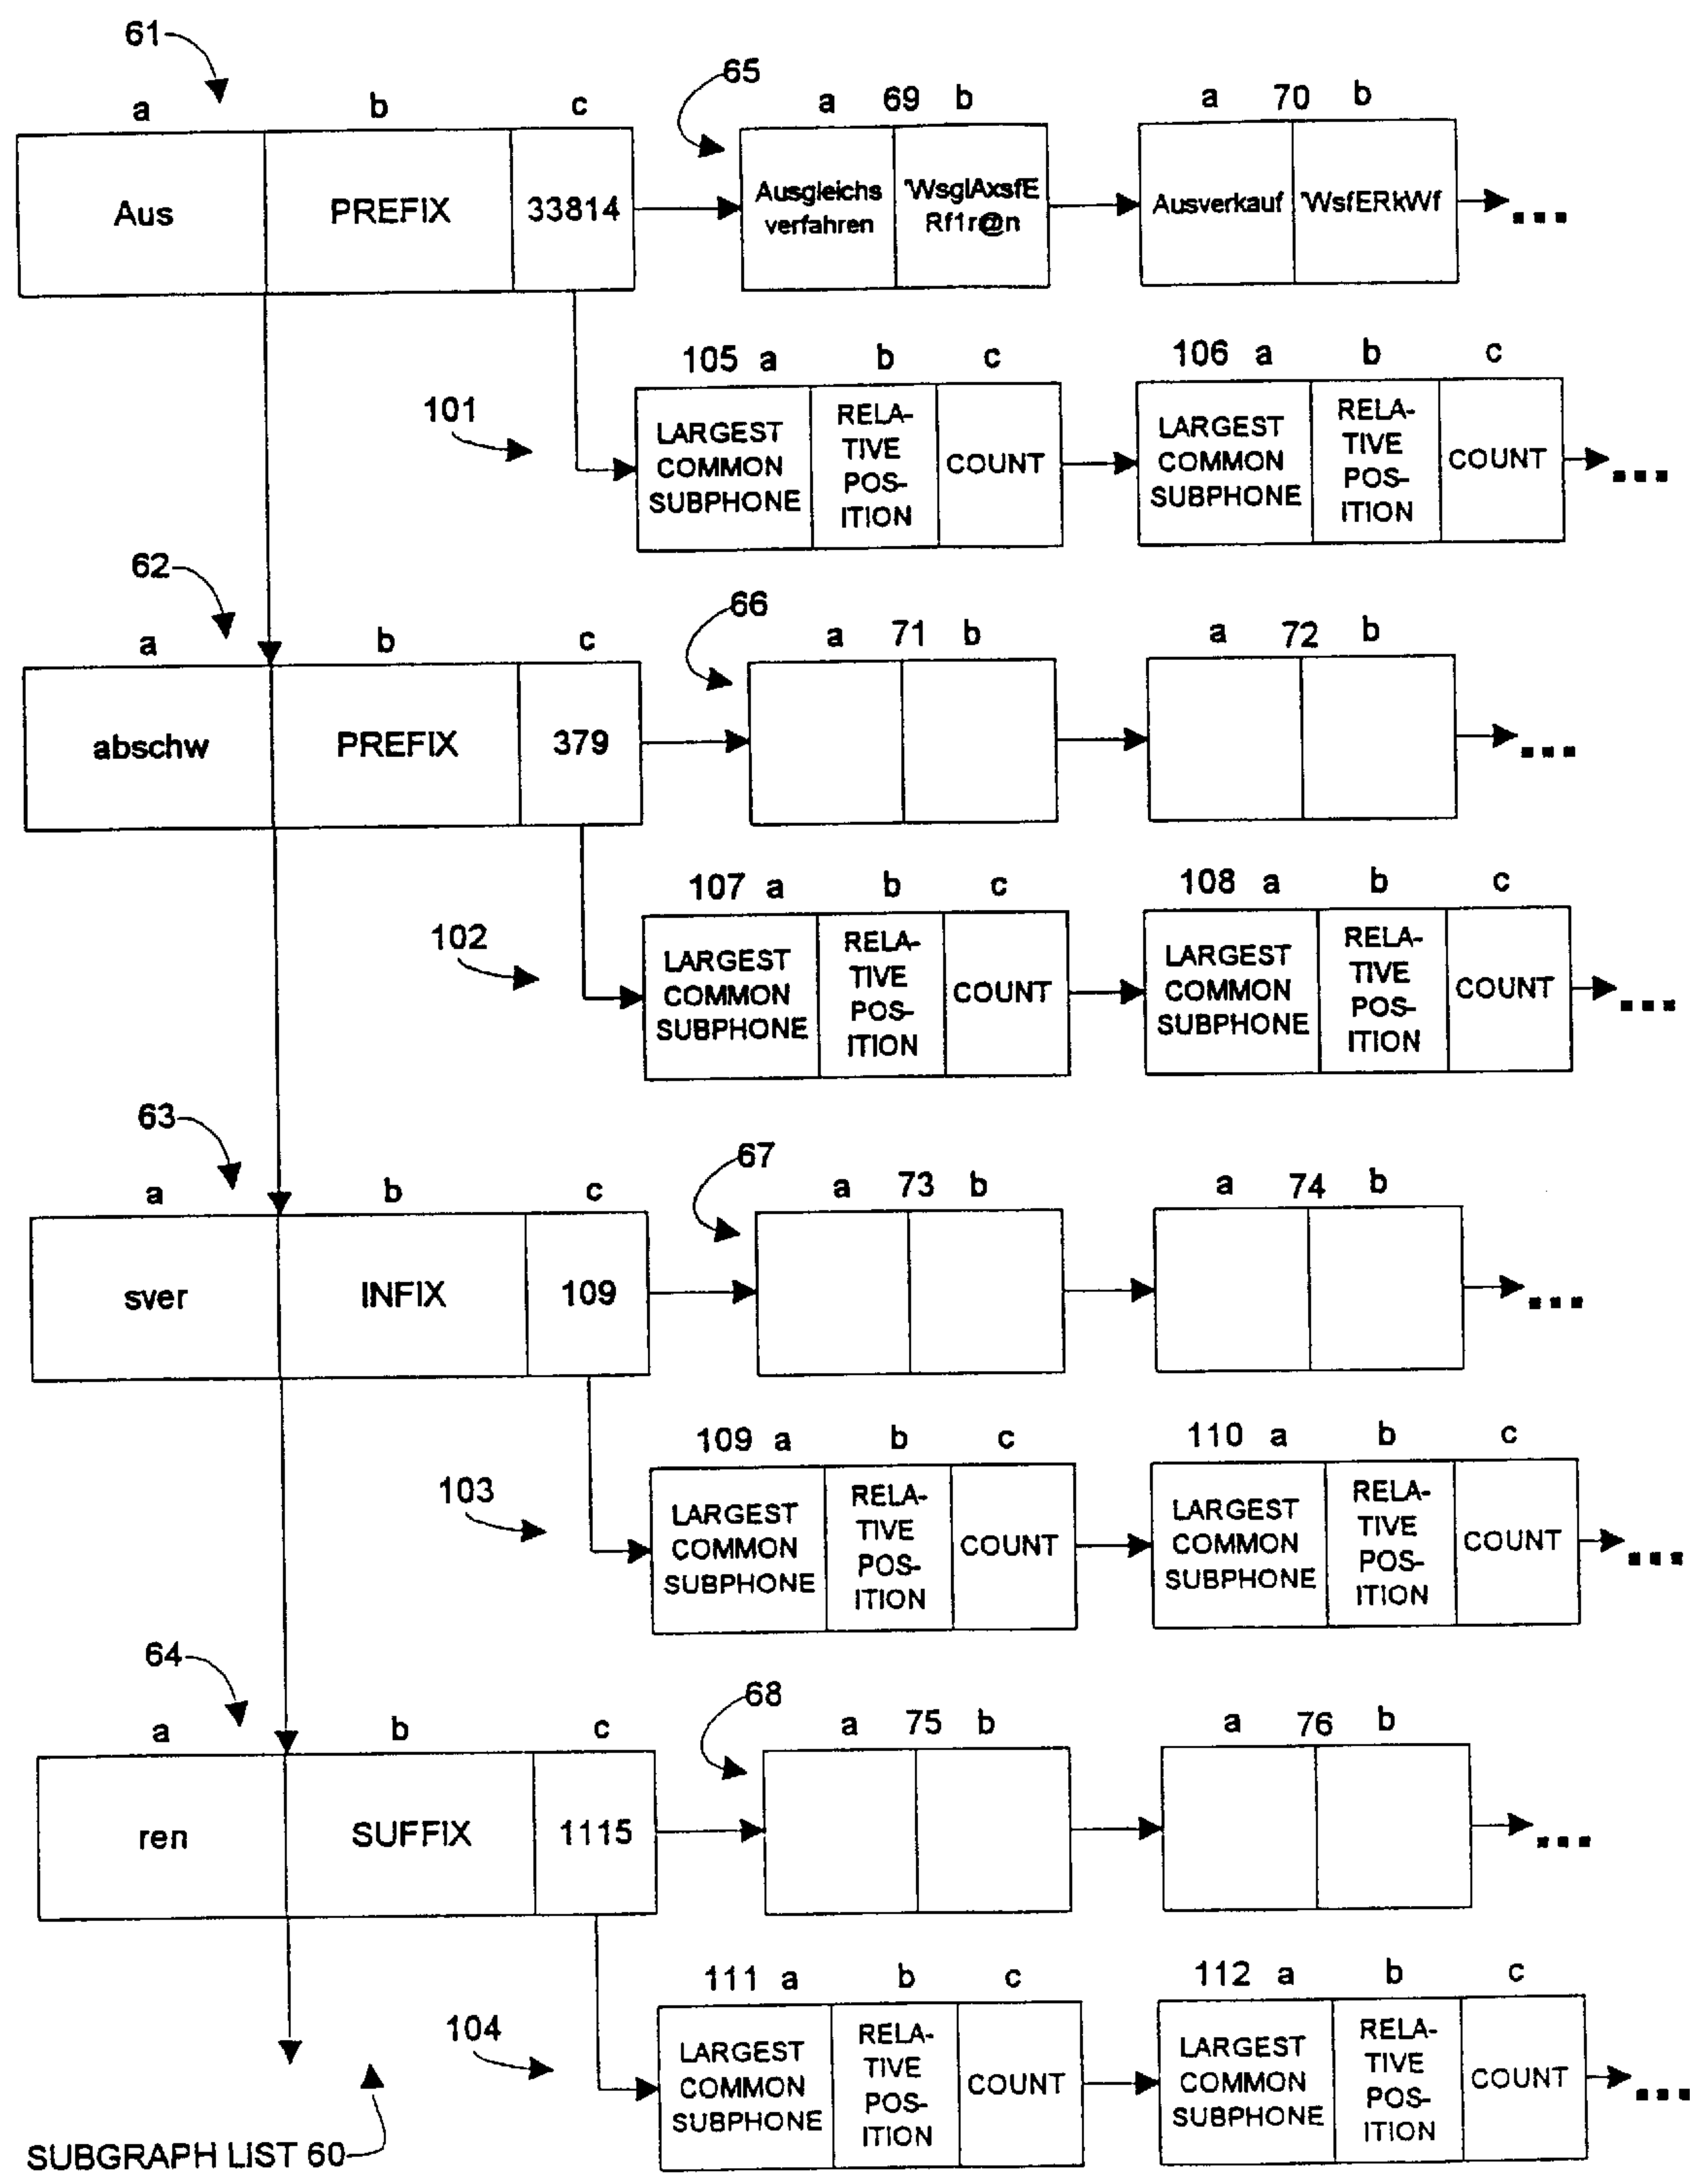 61
65
a b c
a 69 b
a 70 b
Aus PREFIX 33814
Ausgleichs
verfahren
'WsglAxsfE
Rf1r@n
Ausverkauf 'WsfERkWf ...
101
105 a b c
106 a b c
LARGEST
COMMON
SUBPHONE
RELA-
TIVE
POS-
ITION
COUNT
LARGEST
COMMON
SUBPHONE
RELA-
TIVE
POS-
ITION
COUNT ...
62
66
a b c
a 71 b
a 72 b
abschw PREFIX 379 ...
102
107 a b c
108 a b c
LARGEST
COMMON
SUBPHONE
RELA-
TIVE
POS-
ITION
COUNT
LARGEST
COMMON
SUBPHONE
RELA-
TIVE
POS-
ITION
COUNT ...
63
67
a b c
a 73 b
a 74 b
sver INFIX 109 ...
103
109 a b c
110 a b c
LARGEST
COMMON
SUBPHONE
RELA-
TIVE
POS-
ITION
COUNT
LARGEST
COMMON
SUBPHONE
RELA-
TIVE
POS-
ITION
COUNT ...
64
68
a b c
a 75 b
a 76 b
ren SUFFIX 1115 ...
104
111 a b c
112 a b c
LARGEST
COMMON
SUBPHONE
RELA-
TIVE
POS-
ITION
COUNT
LARGEST
COMMON
SUBPHONE
RELA-
TIVE
POS-
ITION
COUNT ...
SUBGRAPH LIST 60